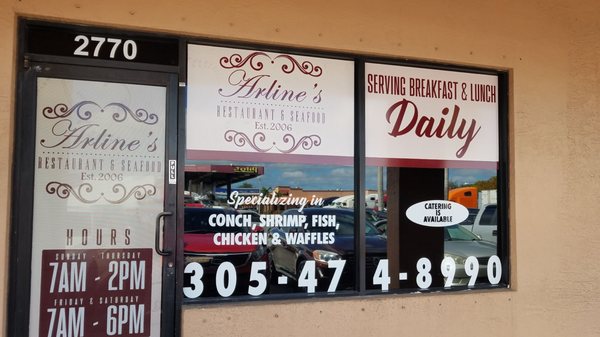 2770
Arline's
RESTAURANT & SEAFOOD
Est. 2006
HOURS
SUNDAY - THURSDAY
7AM - 2PM
FRIDAY & SATURDAY
7AM - 6PM
Arline's
RESTAURANT & SEAFOOD
Est. 2006
Specializing in
CONCH, SHRIMP, FISH,
CHICKEN & WAFFLES
305-474-8990
SERVING BREAKFAST & LUNCH
Daily
CATERING
IS AVAILABLE